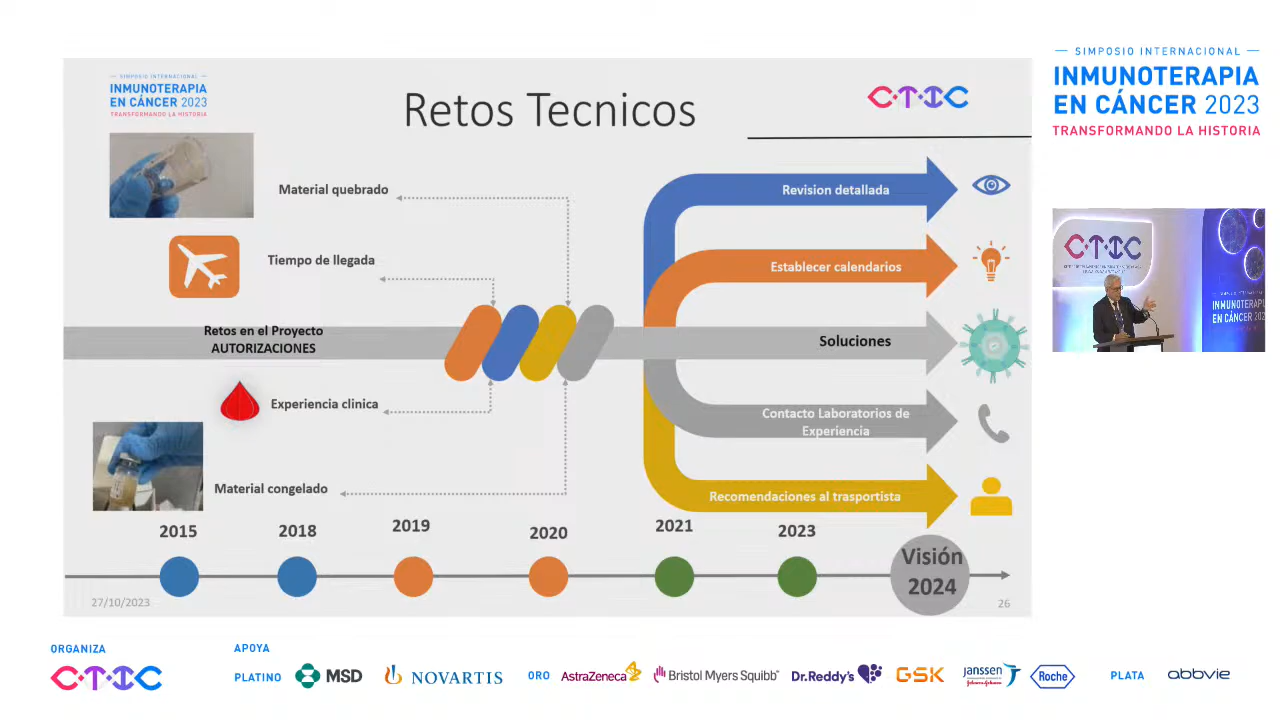 SIMPOSIO INTERNACIONAL
INMUNOTERAPIA
EN CÁNCER 2023
TRANSFORMANDO LA HISTORIA
Retos Tecnicos
CTIC
Material quebrado
Tiempo de llegada
Retos en el Proyecto
AUTORIZACIONES
Experiencia clinica
Material congelado
Revision detallada
Establecer calendarios
Soluciones
Contacto Laboratorios de
Experiencia
Recomendaciones al trasportista
2015
2018
2019
2020
2021
2023
Visión
2024
27/10/2023
26
SIMPOSIO INTERNACIONAL
INMUNOTERAPIA
EN CÁNCER 2023
TRANSFORMANDO LA HISTORIA
CTIC
INMUNOTERAPIA
EN CÁNCER 2023
ORGANIZA
CTIC
APOYA
PLATINO
MSD
NOVARTIS
ORO
AstraZeneca
Bristol Myers Squibb
Dr.Reddy's
GSK
Janssen
Johnson & Johnson
Roche
PLATA
abbvie